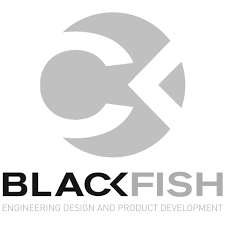 BLACKFISH
ENGINEERING DESIGN AND PRODUCT DEVELOPMENT